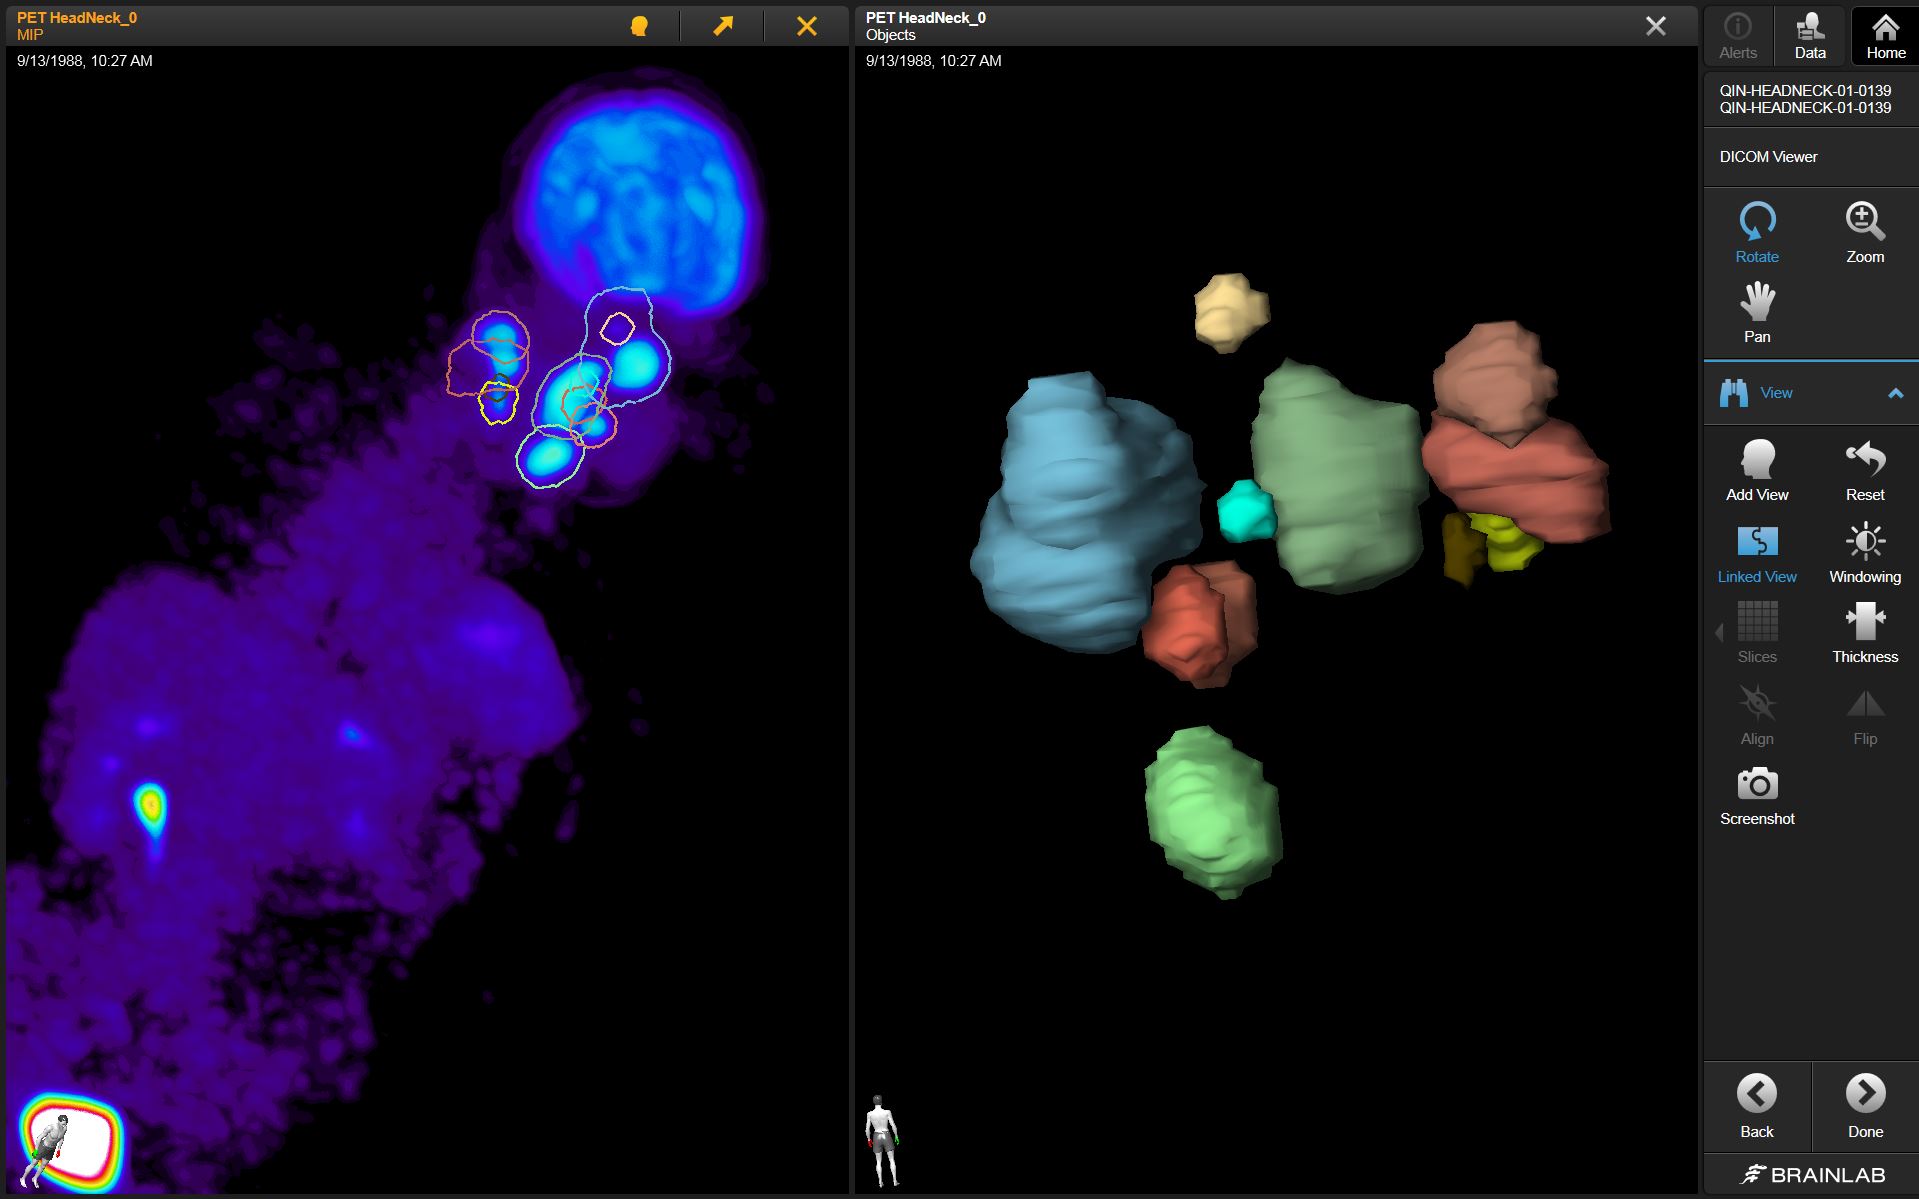 PET HeadNeck_0
MIP
9/13/1988, 10:27 AM
PET HeadNeck_0
Objects
9/13/1988, 10:27 AM
Alerts
Data
Home
QIN-HEADNECK-01-0139
QIN-HEADNECK-01-0139
DICOM Viewer
Rotate
Zoom
Pan
View
Add View
Reset
Linked View
Windowing
Slices
Thickness
Align
Flip
Screenshot
Back
Done
BRAINLAB